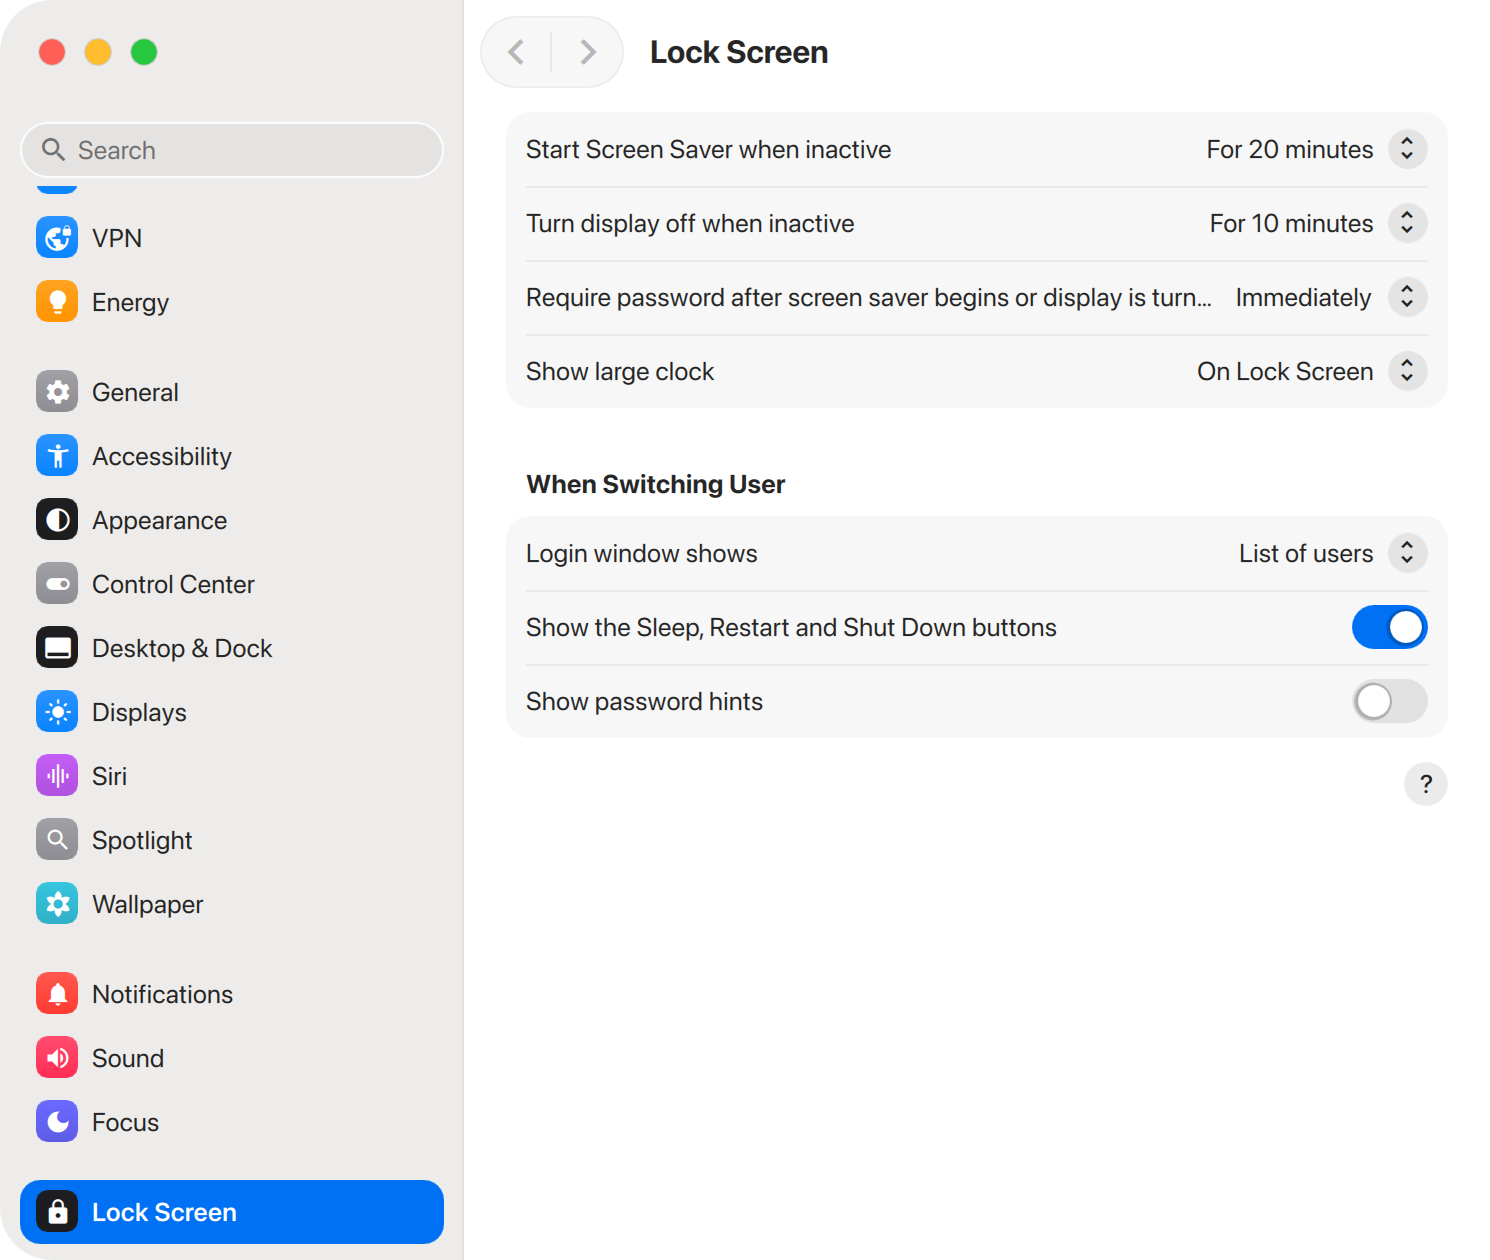 Lock Screen
Search
VPN
Energy
General
Accessibility
Appearance
Control Center
Desktop & Dock
Displays
Siri
Spotlight
Wallpaper
Notifications
Sound
Focus
Lock Screen
Start Screen Saver when inactive For 20 minutes
Turn display off when inactive For 10 minutes
Require password after screen saver begins or display is turn... Immediately
Show large clock On Lock Screen
When Switching User
Login window shows List of users
Show the Sleep, Restart and Shut Down buttons
Show password hints
?